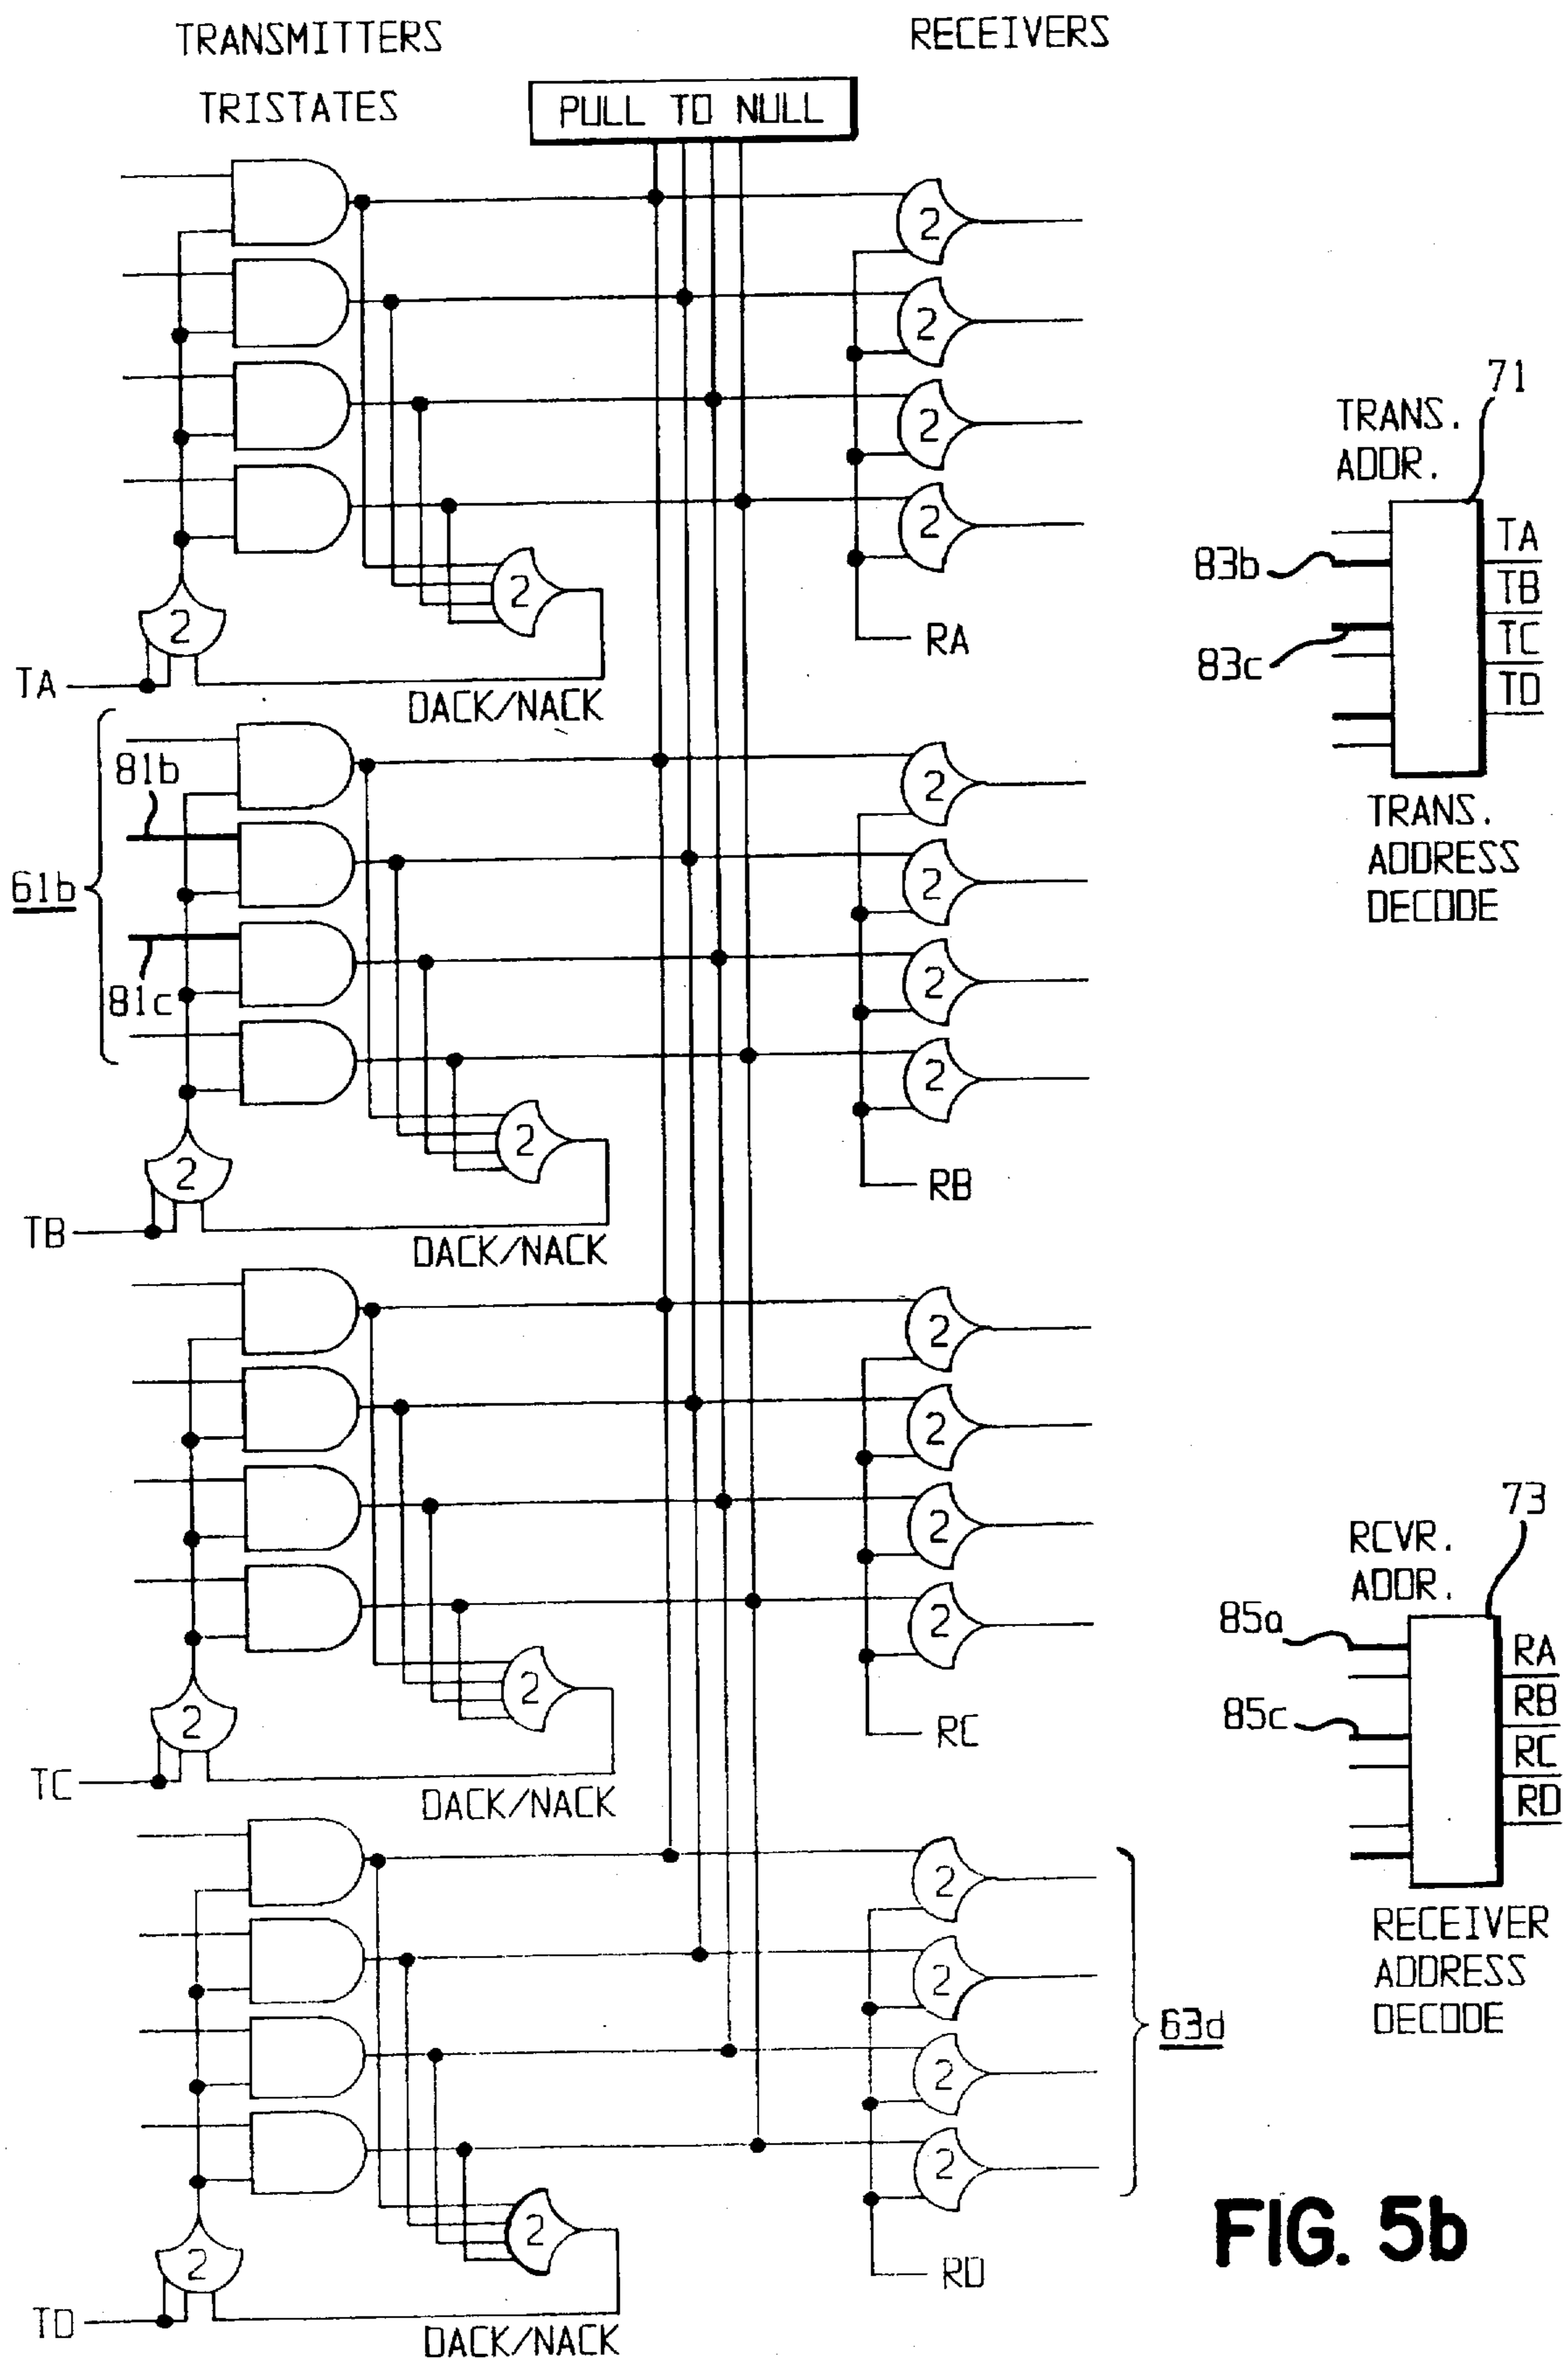 TRANSMITTERS
TRISTATES
RECEIVERS
PULL TO NULL
2
2
2
2
2
2
TA
DACK/NACK
RA
71
TRANS.
ADDR.
83b
83c
TA
TB
TC
TD
TRANS.
ADDRESS
DECODE
61b
81b
81c
2
2
2
2
2
2
TB
DACK/NACK
RB
2
2
2
2
2
2
TC
DACK/NACK
RC
73
RCVR.
ADDR.
85a
85c
RA
RB
RC
RD
RECEIVER
ADDRESS
DECODE
2
2
2
2
63d
2
2
TD
DACK/NACK
RD
FIG. 5b